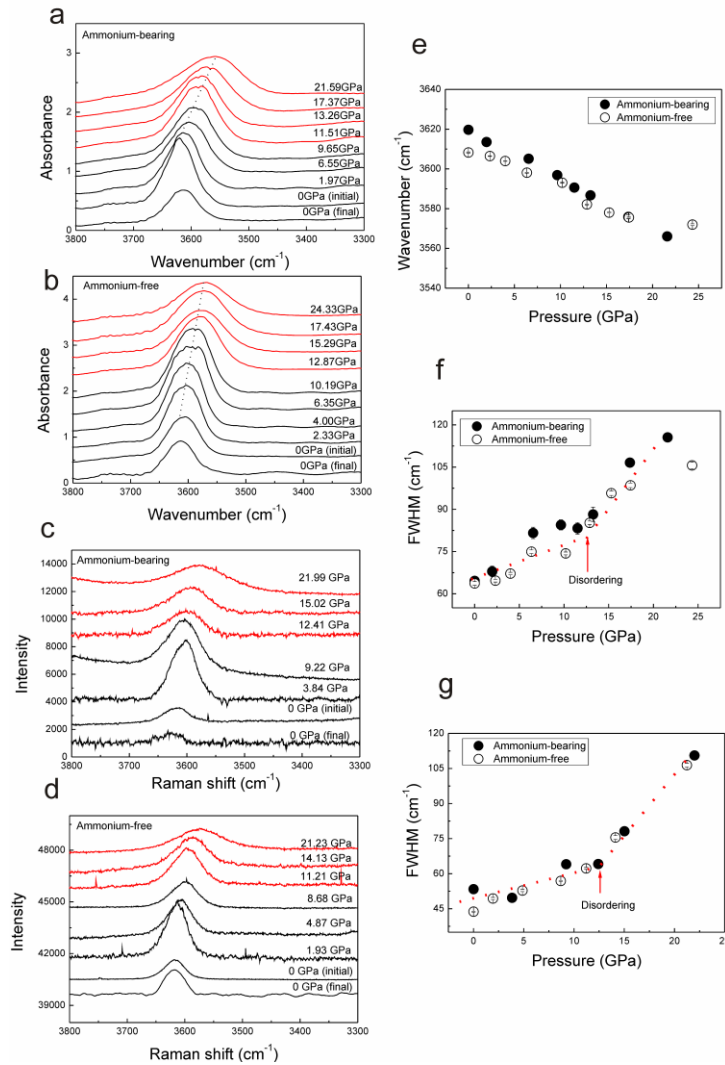 a
Ammonium-bearing
3
2
1
0
Absorbance
21.59GPa
17.37GPa
13.26GPa
11.51GPa
9.65GPa
6.55GPa
1.97GPa
0GPa (initial)
0GPa (final)
3800 3700 3600 3500 3400 3300
Wavenumber (cm⁻¹)
b
Ammonium-free
4
3
2
1
0
Absorbance
24.33GPa
17.43GPa
15.29GPa
12.87GPa
10.19GPa
6.35GPa
4.00GPa
2.33GPa
0GPa (initial)
0GPa (final)
3800 3700 3600 3500 3400 3300
Wavenumber (cm⁻¹)
c
Ammonium-bearing
14000
12000
10000
8000
6000
4000
2000
0
Intensity
21.99 GPa
15.02 GPa
12.41 GPa
9.22 GPa
3.84 GPa
0 GPa (initial)
0 GPa (final)
3800 3700 3600 3500 3400 3300
Raman shift (cm⁻¹)
d
Ammonium-free
48000
45000
42000
39000
Intensity
21.23 GPa
14.13 GPa
11.21 GPa
8.68 GPa
4.87 GPa
1.93 GPa
0 GPa (initial)
0 GPa (final)
3800 3700 3600 3500 3400 3300
Raman shift (cm⁻¹)
e
Ammonium-bearing
Ammonium-free
3640
3620
3600
3580
3560
3540
Wavenumber (cm⁻¹)
0 5 10 15 20 25
Pressure (GPa)
f
Ammonium-bearing
Ammonium-free
120
105
90
75
60
FWHM (cm⁻¹)
Disordering
0 5 10 15 20 25
Pressure (GPa)
g
Ammonium-bearing
Ammonium-free
115
105
95
85
75
65
55
45
FWHM (cm⁻¹)
Disordering
0 5 10 15 20 2
Pressure (GPa)